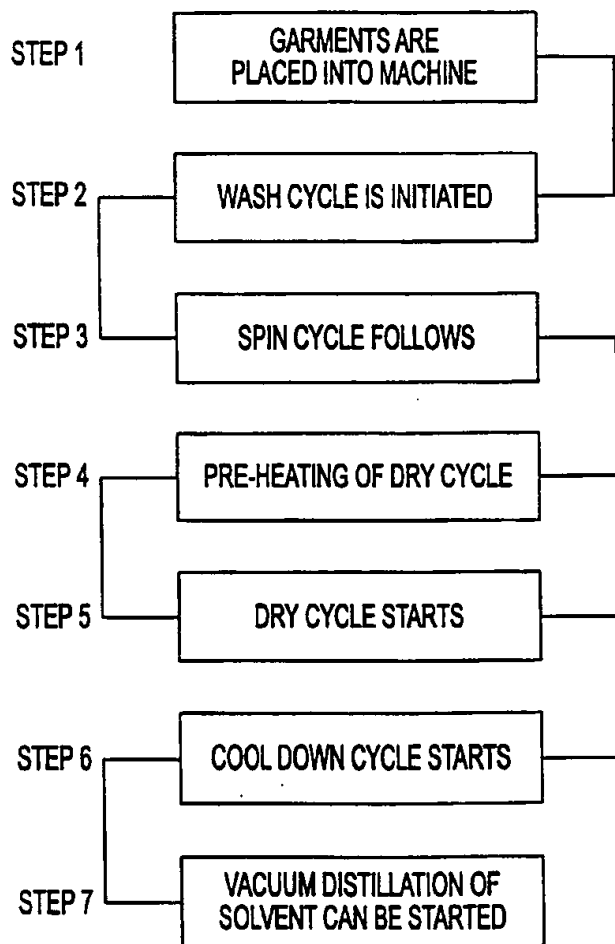 STEP 1
GARMENTS ARE
PLACED INTO MACHINE
STEP 2
WASH CYCLE IS INITIATED
STEP 3
SPIN CYCLE FOLLOWS
STEP 4
PRE-HEATING OF DRY CYCLE
STEP 5
DRY CYCLE STARTS
STEP 6
COOL DOWN CYCLE STARTS
STEP 7
VACUUM DISTILLATION OF
SOLVENT CAN BE STARTED